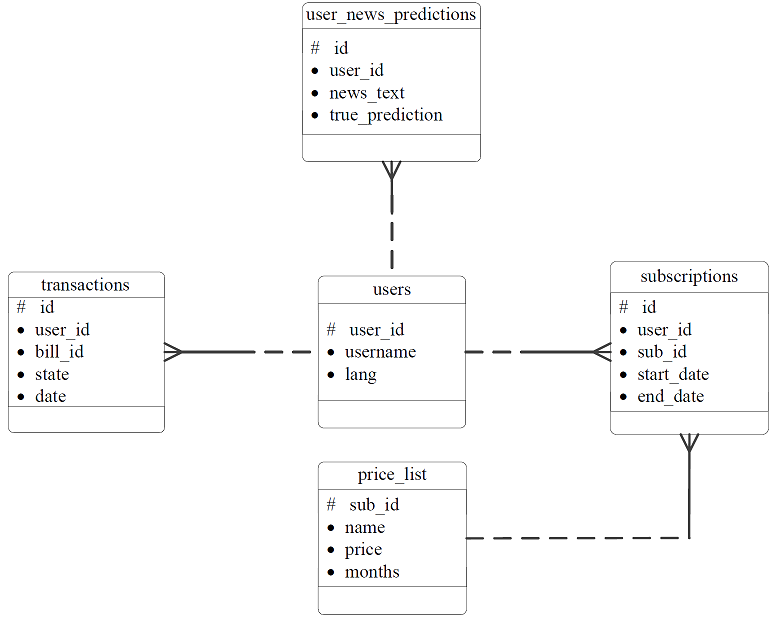 user_news_predictions
# id
• user_id
• news_text
• true_prediction
transactions
# id
• user_id
• bill_id
• state
• date
users
# user_id
• username
• lang
subscriptions
# id
• user_id
• sub_id
• start_date
• end_date
price_list
# sub_id
• name
• price
• months